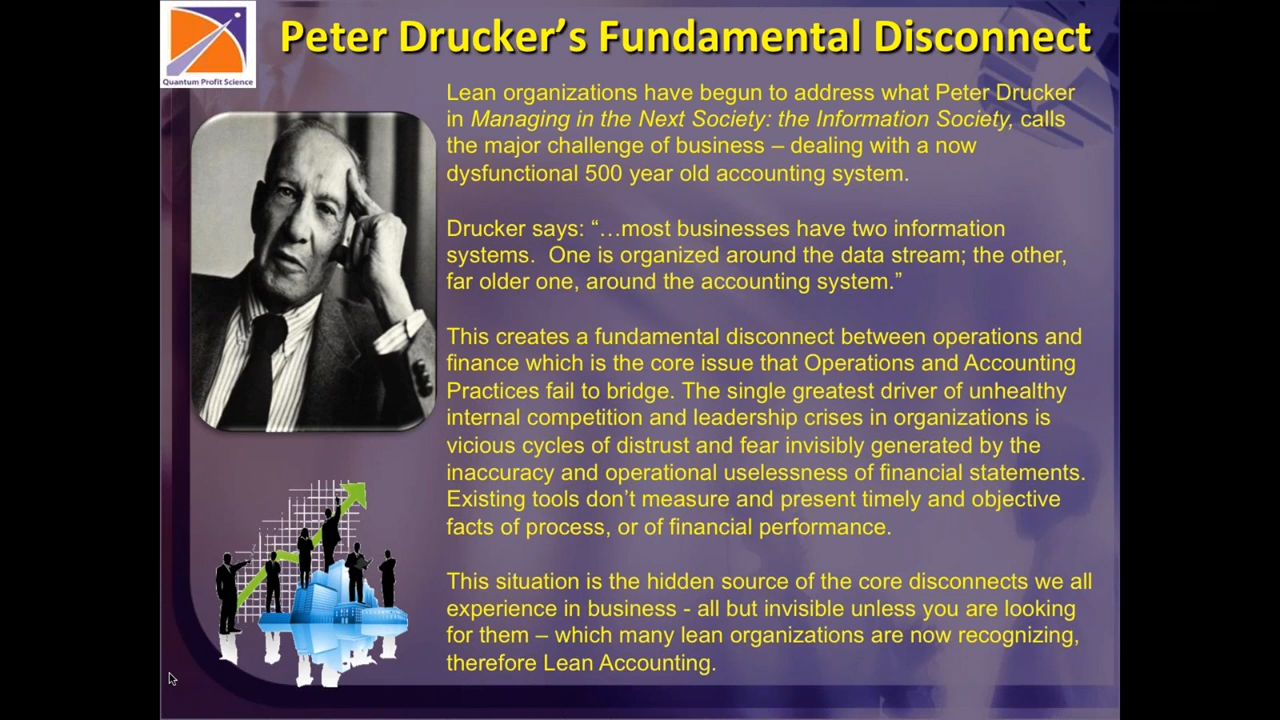 Peter Drucker’s Fundamental Disconnect
Quantum Profit Science
Lean organizations have begun to address what Peter Drucker
in Managing in the Next Society: the Information Society, calls
the major challenge of business – dealing with a now
dysfunctional 500 year old accounting system.
Drucker says: “…most businesses have two information
systems.  One is organized around the data stream; the other,
far older one, around the accounting system.”
This creates a fundamental disconnect between operations and
finance which is the core issue that Operations and Accounting
Practices fail to bridge. The single greatest driver of unhealthy
internal competition and leadership crises in organizations is
vicious cycles of distrust and fear invisibly generated by the
inaccuracy and operational uselessness of financial statements.
Existing tools don’t measure and present timely and objective
facts of process, or of financial performance.
This situation is the hidden source of the core disconnects we all
experience in business - all but invisible unless you are looking
for them – which many lean organizations are now recognizing,
therefore Lean Accounting.